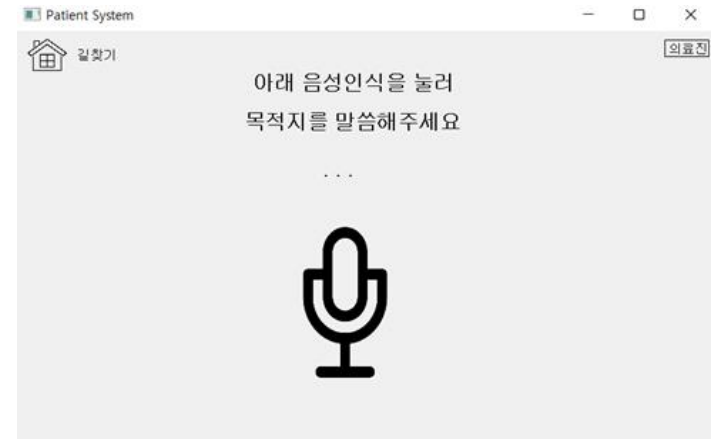 Patient System
길찾기
의료진
아래 음성인식을 눌러
목적지를 말씀해주세요
...